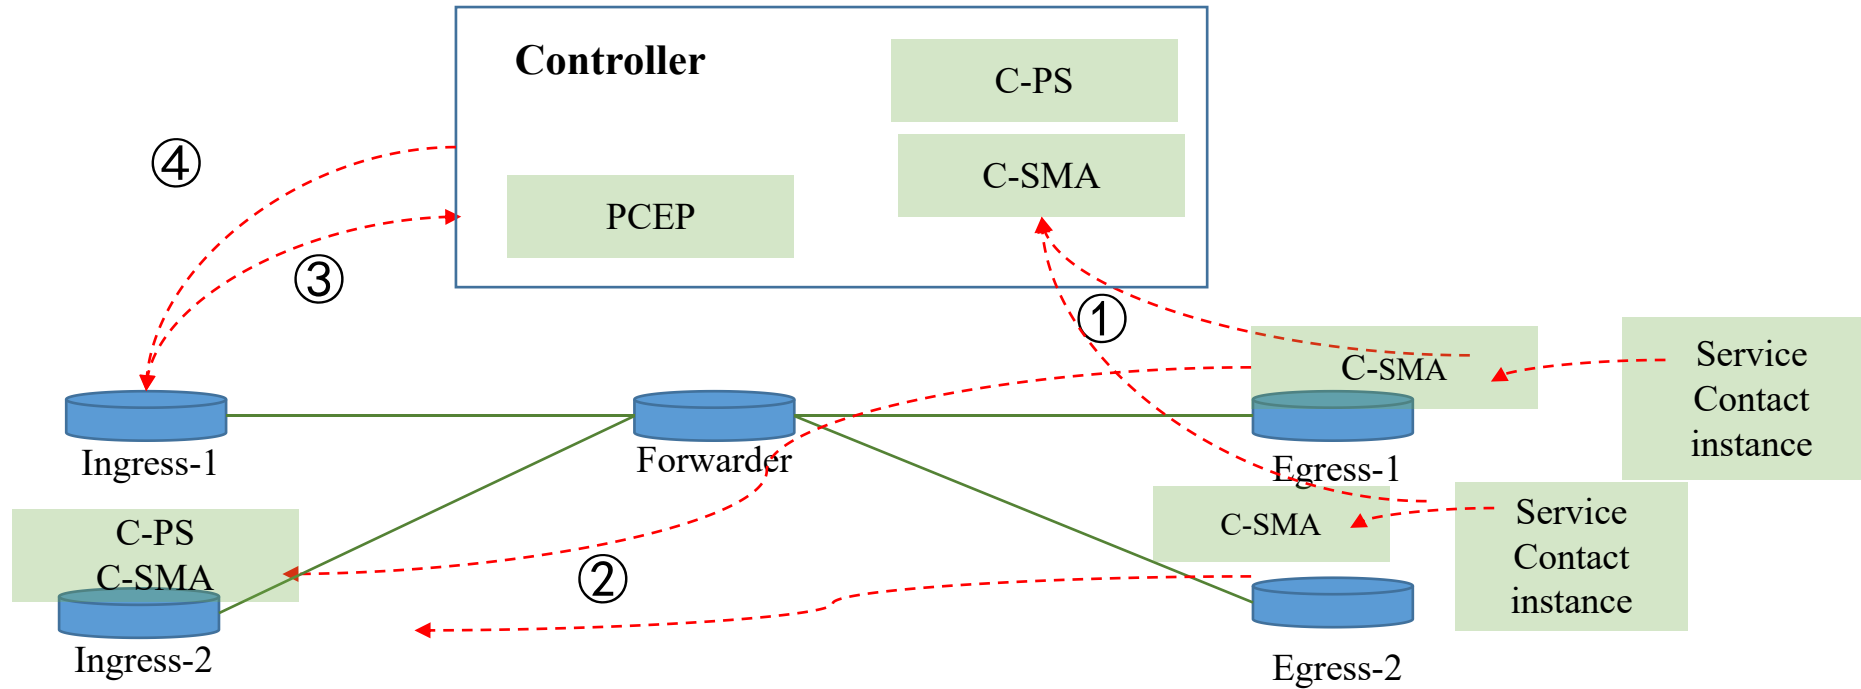 Controller
C-PS
C-SMA
PCEP
④
③
①
C-SMA
Service
Contact
instance
Ingress-1
Forwarder
Egress-1
C-PS
C-SMA
②
C-SMA
Service
Contact
instance
Ingress-2
Egress-2